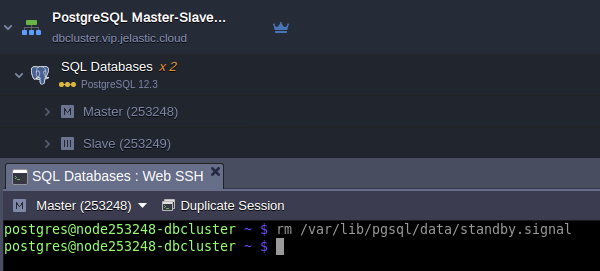 PostgreSQL Master-Slave...
dbcluster.vip.jelastic.cloud
SQL Databases x 2
PostgreSQL 12.3
Master (253248)
Slave (253249)
SQL Databases : Web SSH
Master (253248) Duplicate Session
postgres@node253248-dbcluster ~ $ rm /var/lib/pgsql/data/standby.signal
postgres@node253248-dbcluster ~ $